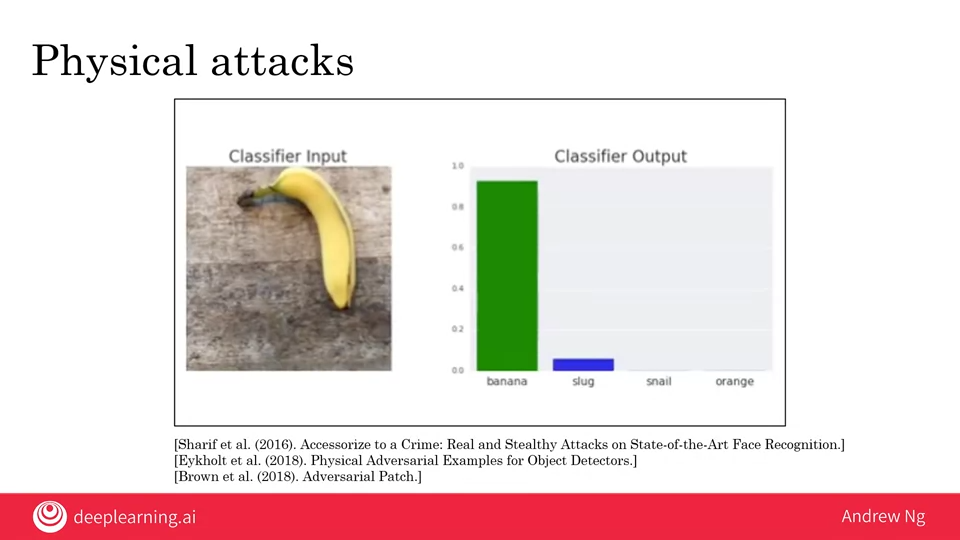 Physical attacks
Classifier Input
Classifier Output
1.0
0.8
0.6
0.4
0.2
0.0
banana slug snail orange
[Sharif et al. (2016). Accessorize to a Crime: Real and Stealthy Attacks on State-of-the-Art Face Recognition.]
[Eykholt et al. (2018). Physical Adversarial Examples for Object Detectors.]
[Brown et al. (2018). Adversarial Patch.]
deeplearning.ai
Andrew Ng